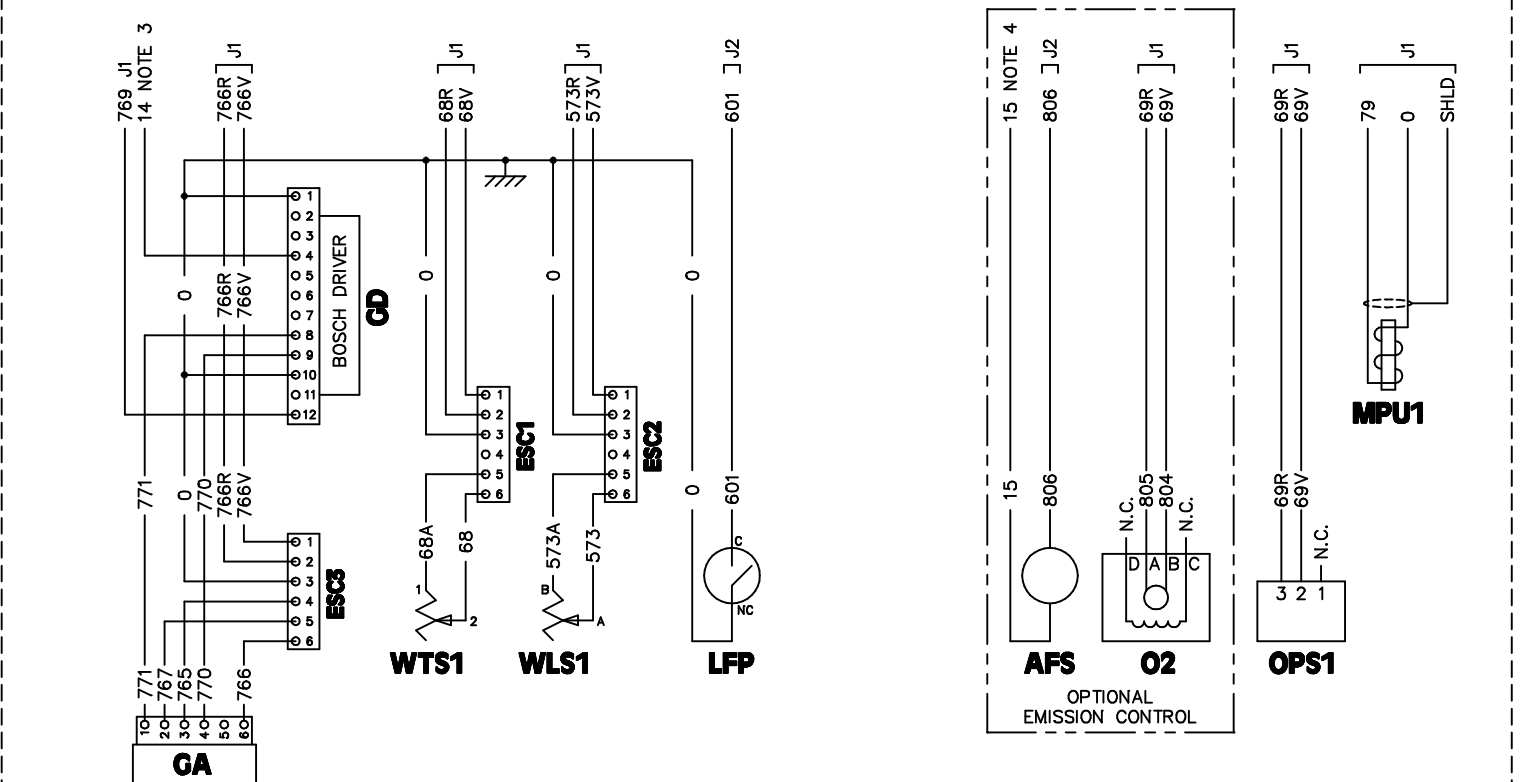 769 J1
14 NOTE 3
J1
766R
766V
J1
68R
68V
J1
573R
573V
J2
601
15 NOTE 4
J2
806
J1
69R
69V
J1
69R
69V
J1
79
0
SHLD
1
2
3
4
5
6
7
8
9
10
11
12
BOSCH DRIVER
GD
0
766R
766V
0
0
0
1
2
3
4
5
6
ESC1
1
2
3
4
5
6
ESC2
MPU1
771
0
770
766R
766V
1
2
3
4
5
6
ESC3
68A
68
1
2
WTS1
573A
573
B
A
WLS1
0
601
C
NC
LFP
15
806
AFS
N.C.
805
804
N.C.
D A B C
O2
OPTIONAL
EMISSION CONTROL
69R
69V
N.C.
3 2 1
OPS1
771
767
765
770
766
1
2
3
4
5
6
GA